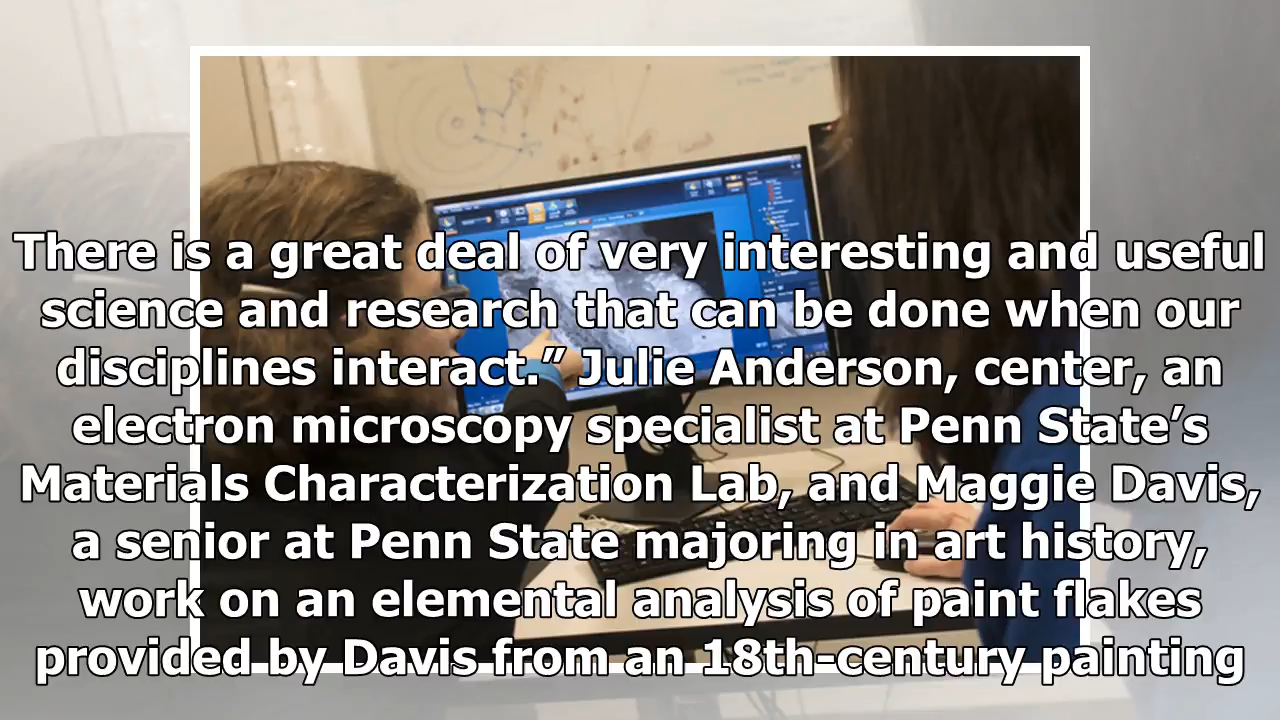 There is a great deal of very interesting and useful
science and research that can be done when our
disciplines interact.” Julie Anderson, center, an
electron microscopy specialist at Penn State’s
Materials Characterization Lab, and Maggie Davis,
a senior at Penn State majoring in art history,
work on an elemental analysis of paint flakes
provided by Davis from an 18th-century painting